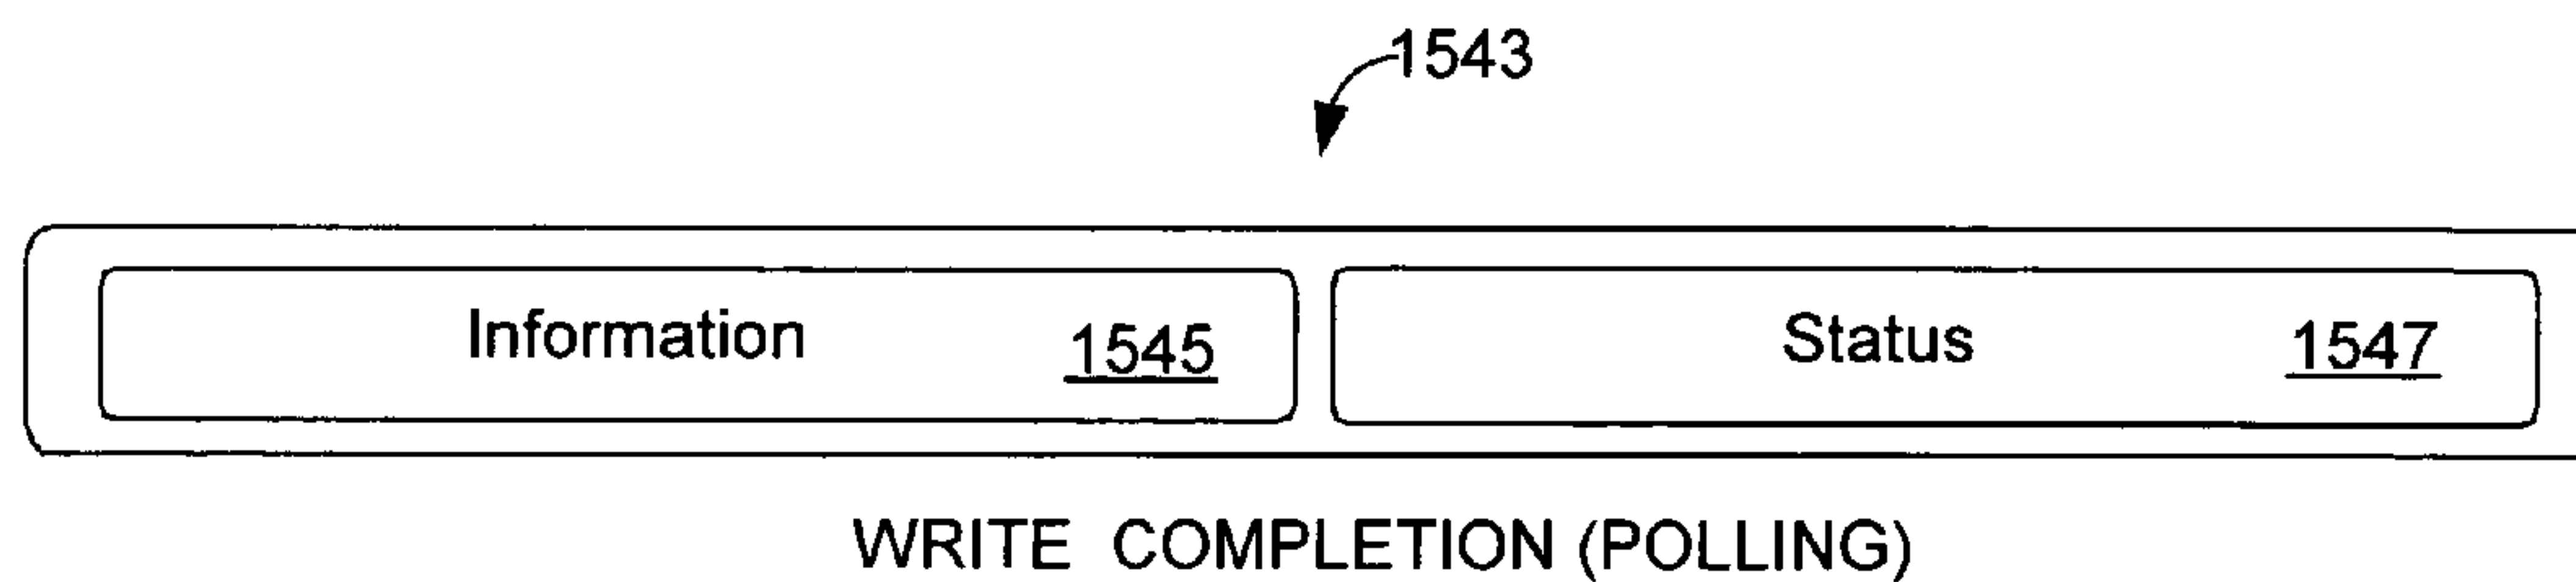 1543
Information 1545 Status 1547
WRITE COMPLETION (POLLING)